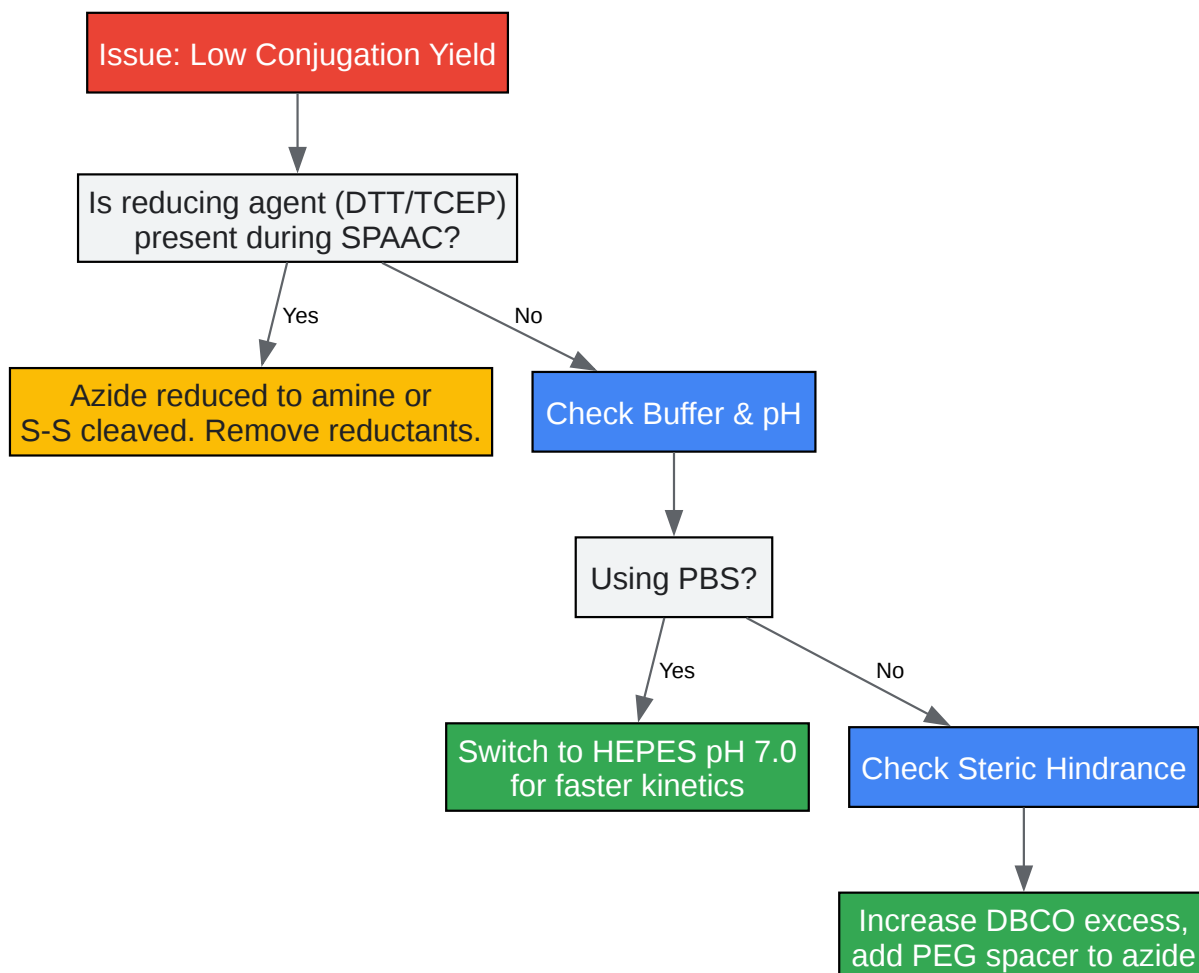 Issue: Low Conjugation Yield
Is reducing agent (DTT/TCEP)
present during SPAAC?
Yes
No
Azide reduced to amine or
S-S cleaved. Remove reductants.
Check Buffer & pH
Using PBS?
Yes
No
Switch to HEPES pH 7.0
for faster kinetics
Check Steric Hindrance
Increase DBCO excess,
add PEG spacer to azide